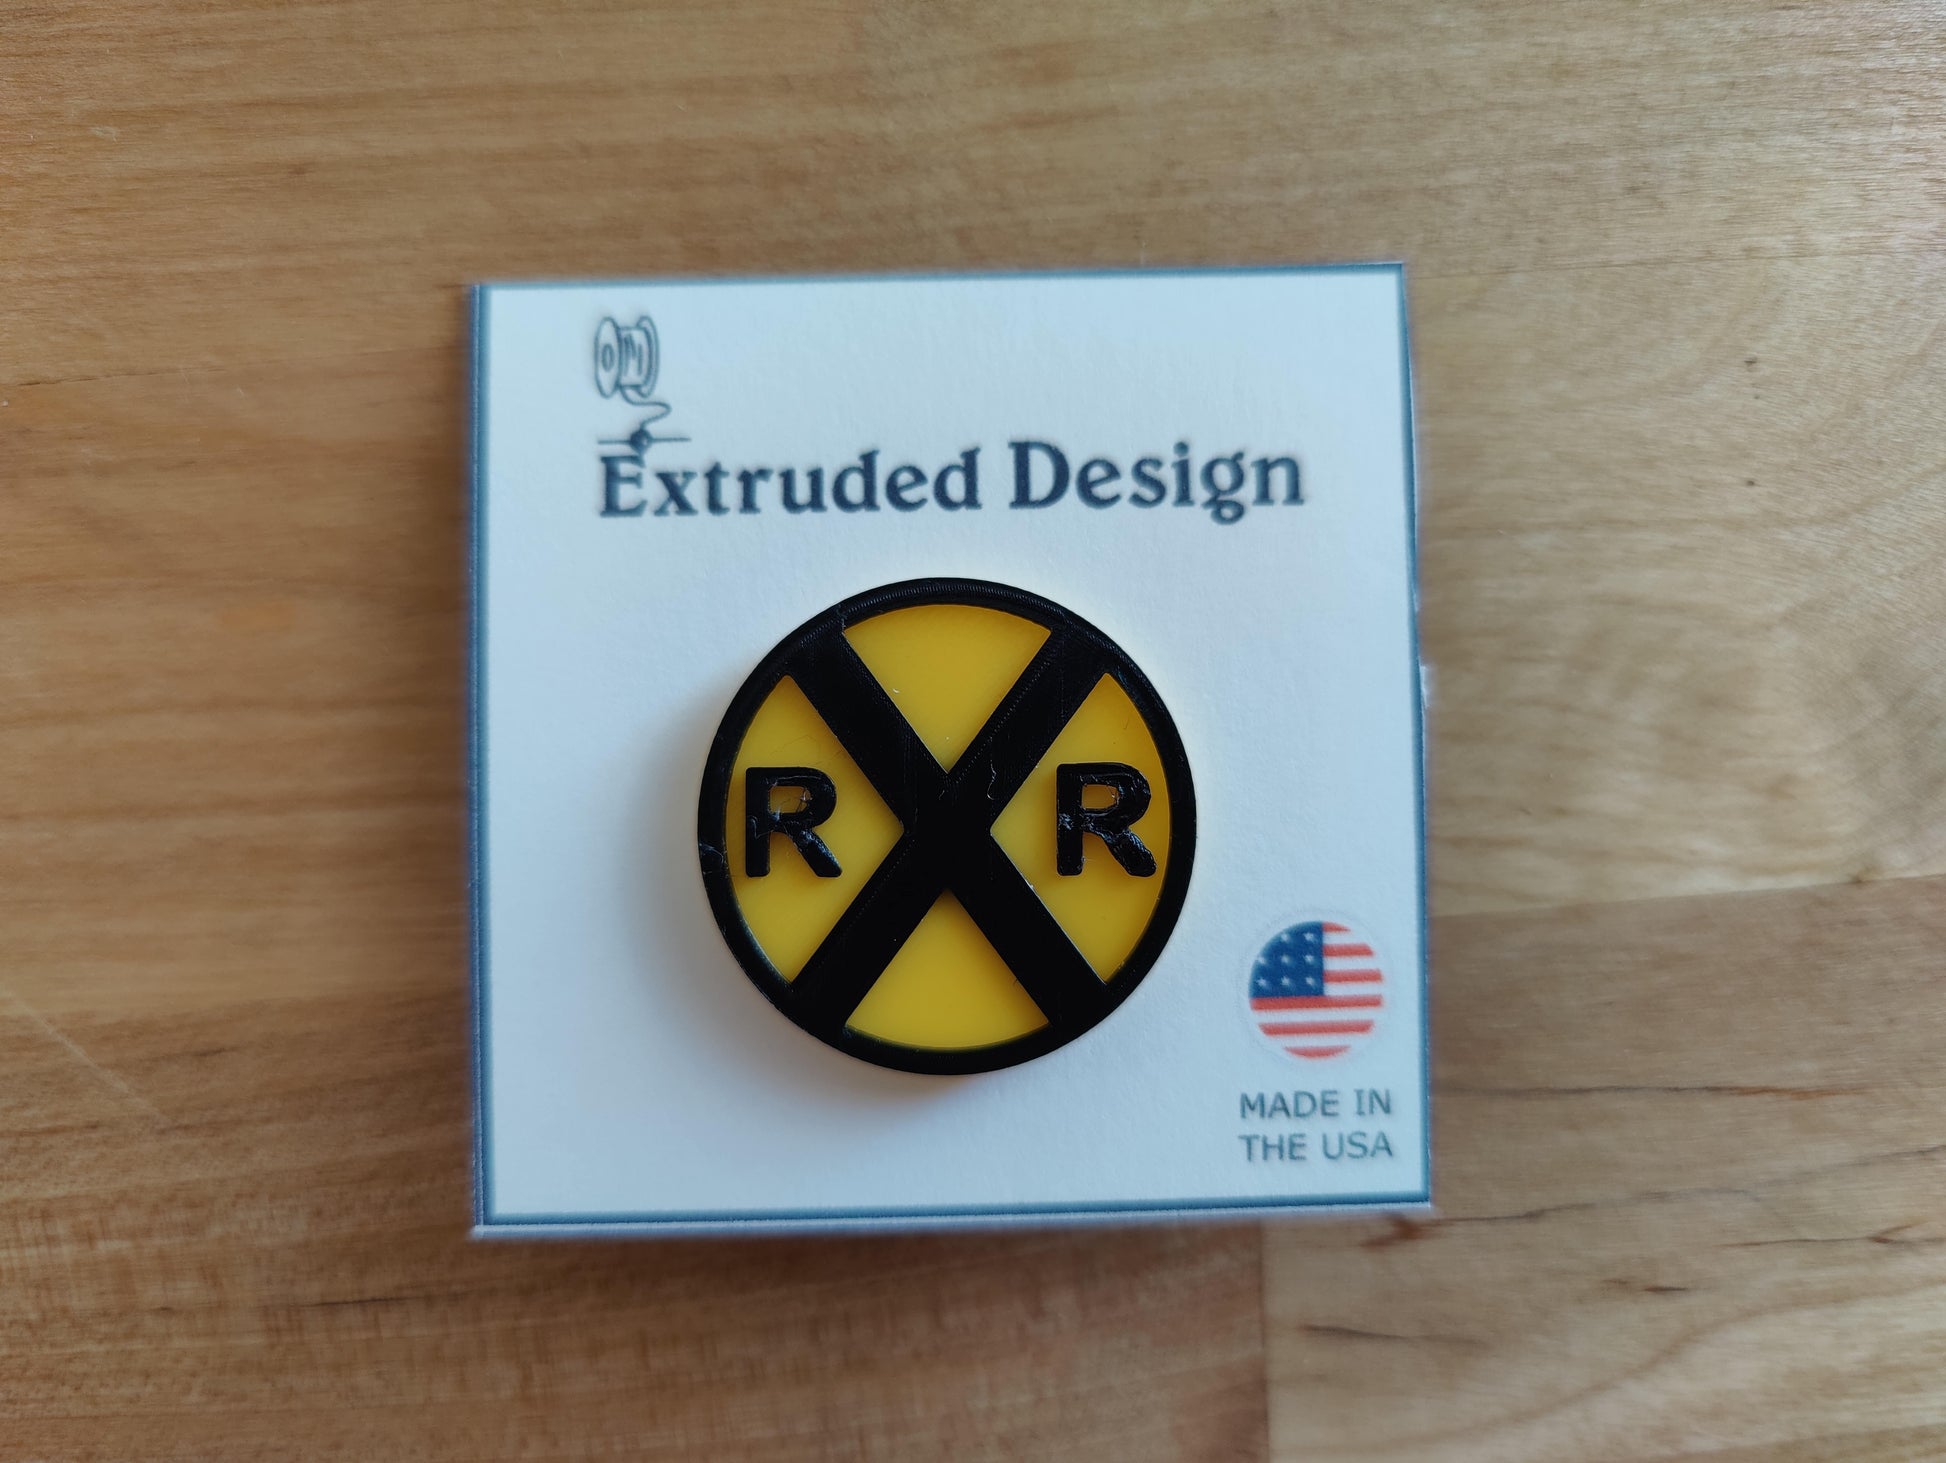 Extruded Design
R X R
MADE IN
THE USA